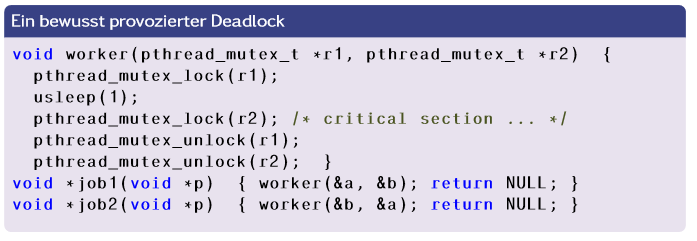 Ein bewusst provozierter Deadlock
void worker(pthread_mutex_t *r1, pthread_mutex_t *r2)  {
  pthread_mutex_lock(r1);
  usleep(1);
  pthread_mutex_lock(r2); /* critical section ... */
  pthread_mutex_unlock(r1);
  pthread_mutex_unlock(r2);  }
void *job1(void *p)  { worker(&a, &b); return NULL; }
void *job2(void *p)  { worker(&b, &a); return NULL; }